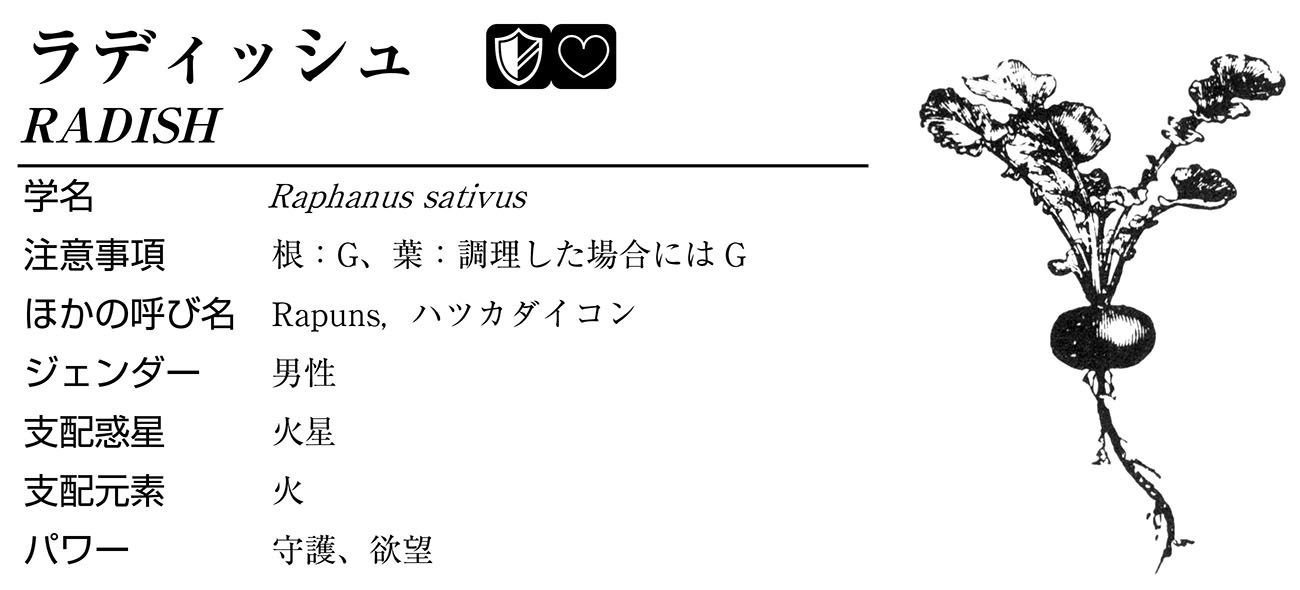 ラディッシュ
RADISH
学名 Raphanus sativus
注意事項 根：G、葉：調理した場合には G
ほかの呼び名 Rapuns, ハツカダイコン
ジェンダー 男性
支配惑星 火星
支配元素 火
パワー 守護、欲望